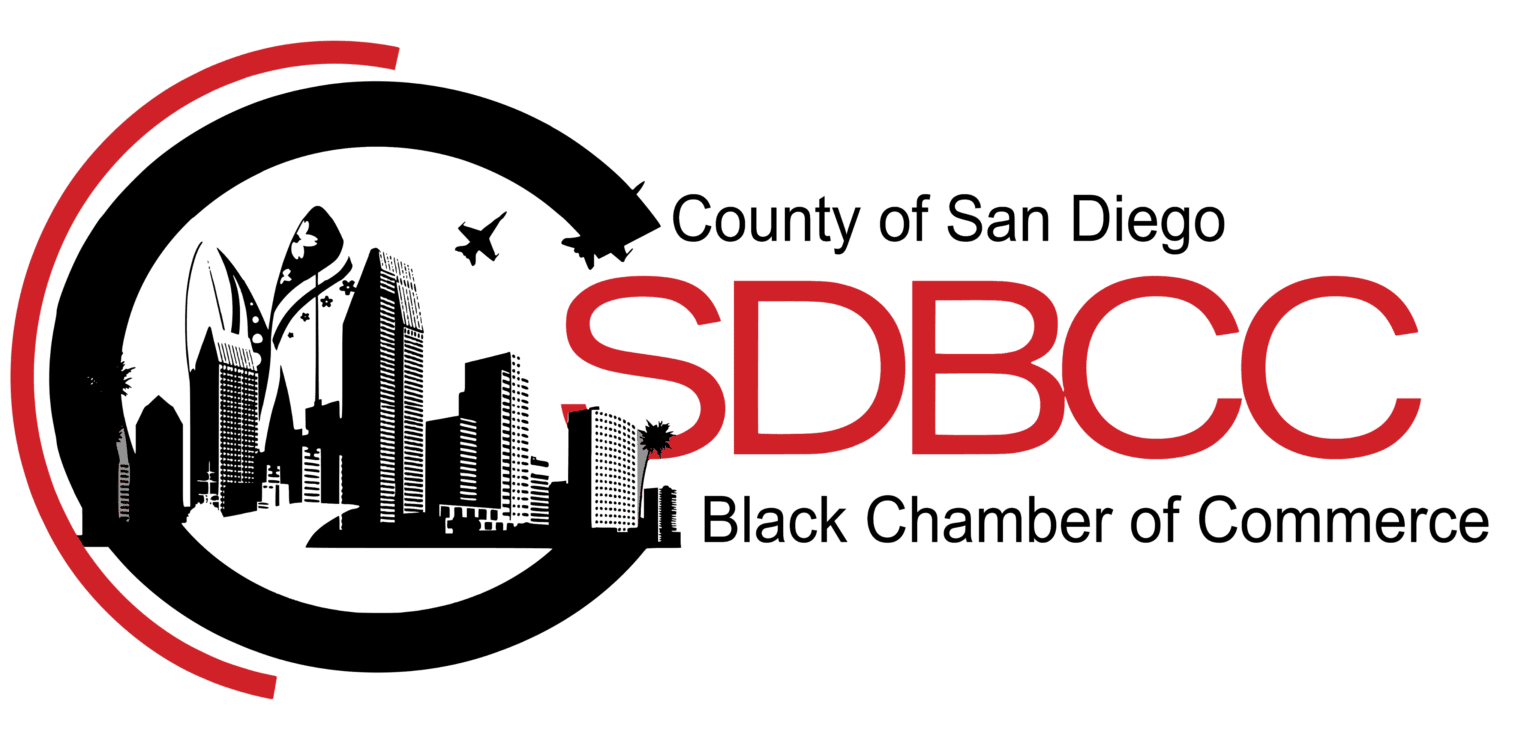 County of San Diego
SDBCC
Black Chamber of Commerce